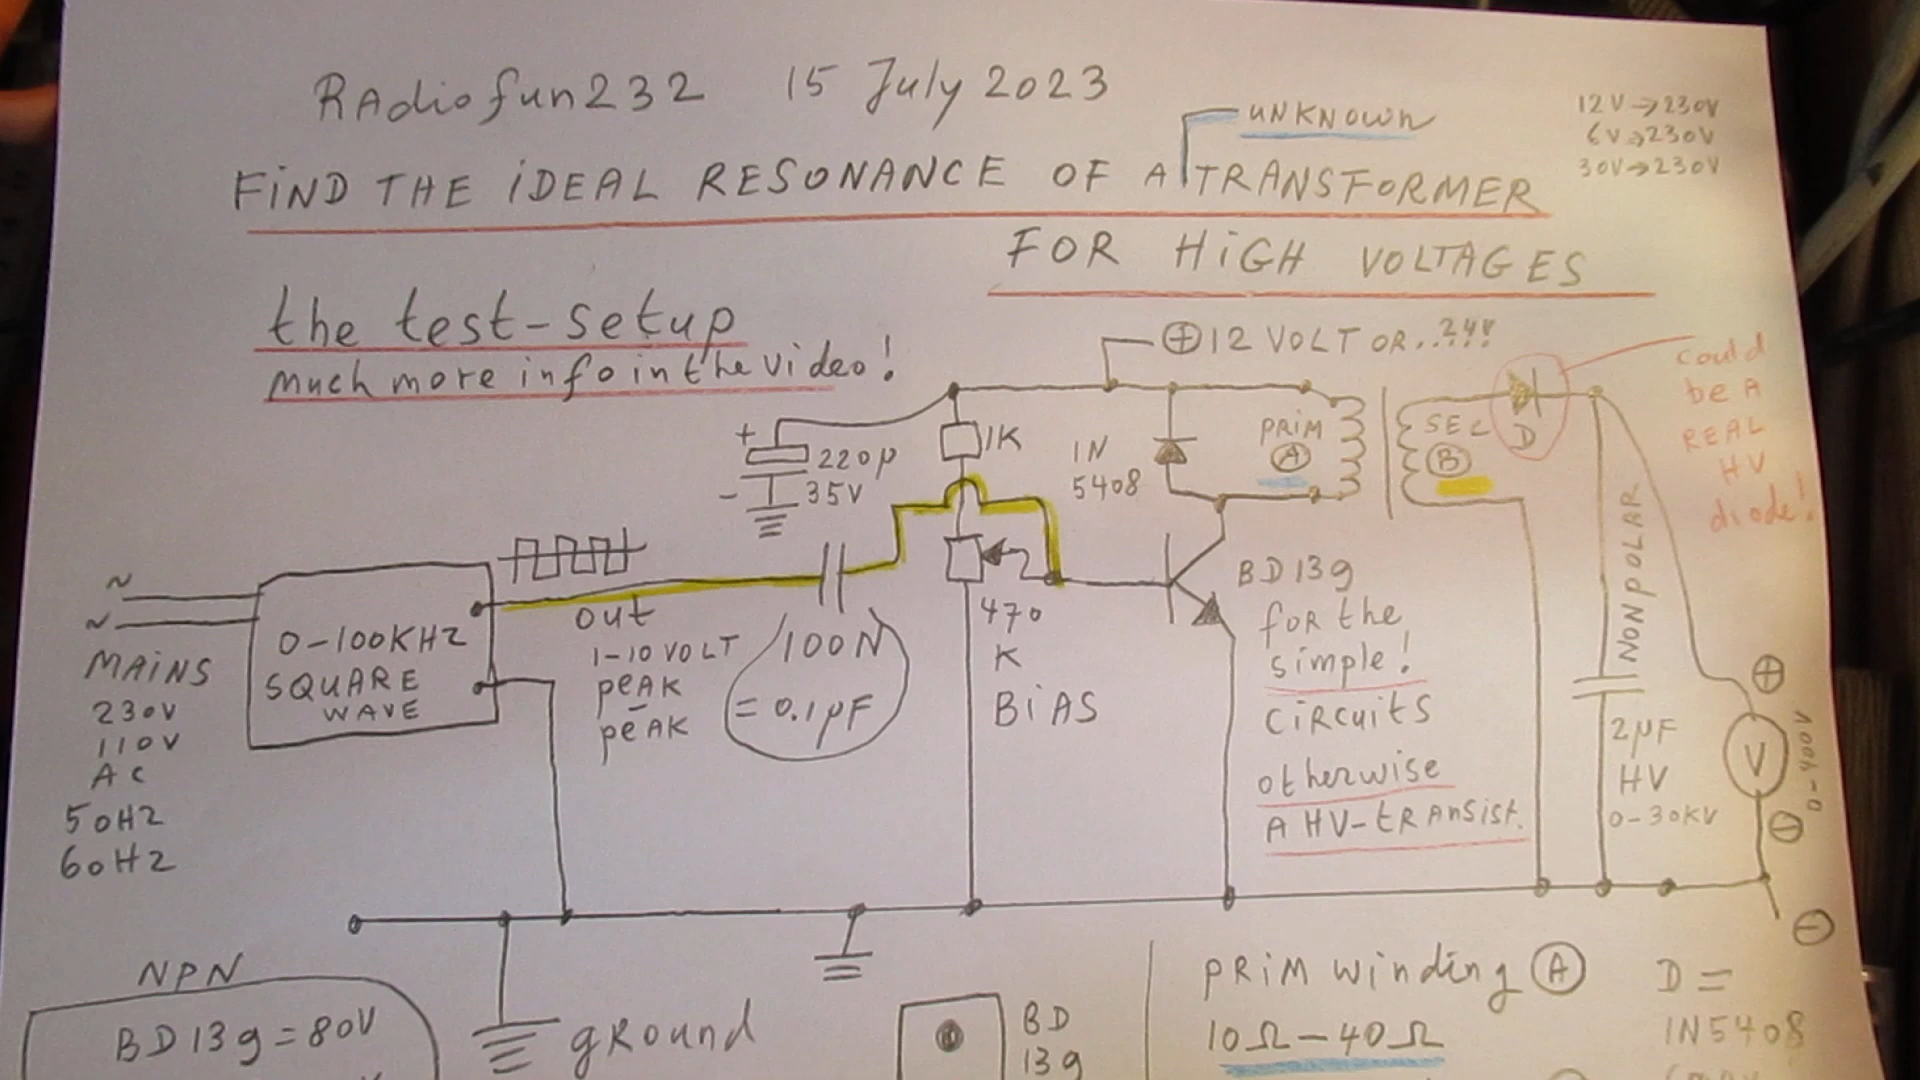 RAdiofun232 15 July 2023
UNKNOWN
12V→230V
6V→230V
30V→230V
FIND THE IDEAL RESONANCE OF A TRANSFORMER
FOR HIGH VOLTAGES
the test-setup
much more info in the video!
⊕12 VOLT OR..24V
could
be A
REAL
HV
diode!
+
220µ
-
35V
1K
1N
5408
PRIM
A
SEC
B
D
NONPOLAR
~
~
MAINS
230V
110V
AC
50HZ
60HZ
0-100KHZ
SQUARE
WAVE
out
1-10 VOLT
peAK
-
peAK
100N
= 0.1µF
470
K
BiAS
BD139
foR the
simple!
CiRcuitS
otherwise
A HV-tRAnsist.
2µF
HV
0-30KV
+
V
-
-
NPN
BD139=80V
gROUND
BD
139
PRiM winding A
10Ω-40Ω
D=
1N5408